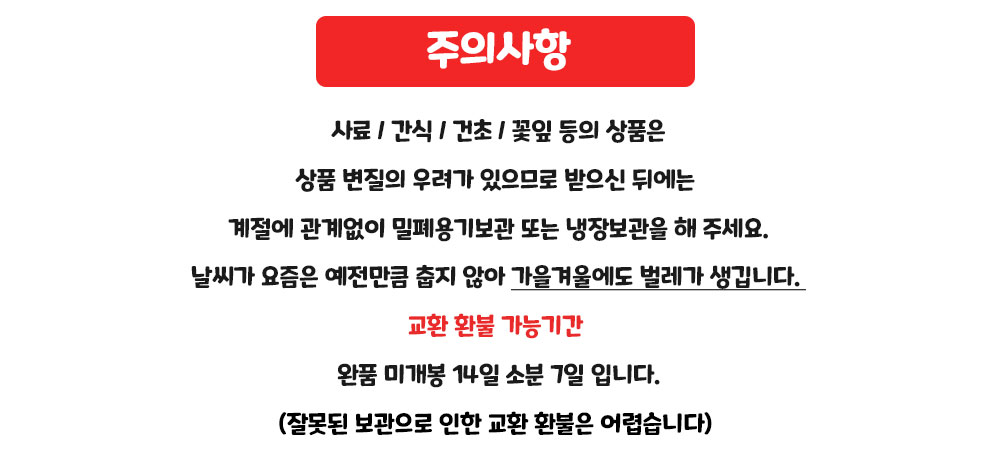 주의사항
사료 / 간식 / 건초 / 꽃잎 등의 상품은
상품 변질의 우려가 있으므로 받으신 뒤에는
계절에 관계없이 밀폐용기보관 또는 냉장보관을 해 주세요.
날씨가 요즘은 예전만큼 춥지 않아 가을겨울에도 벌레가 생깁니다.
교환 환불 가능기간
완품 미개봉 14일 소분 7일 입니다.
(잘못된 보관으로 인한 교환 환불은 어렵습니다)